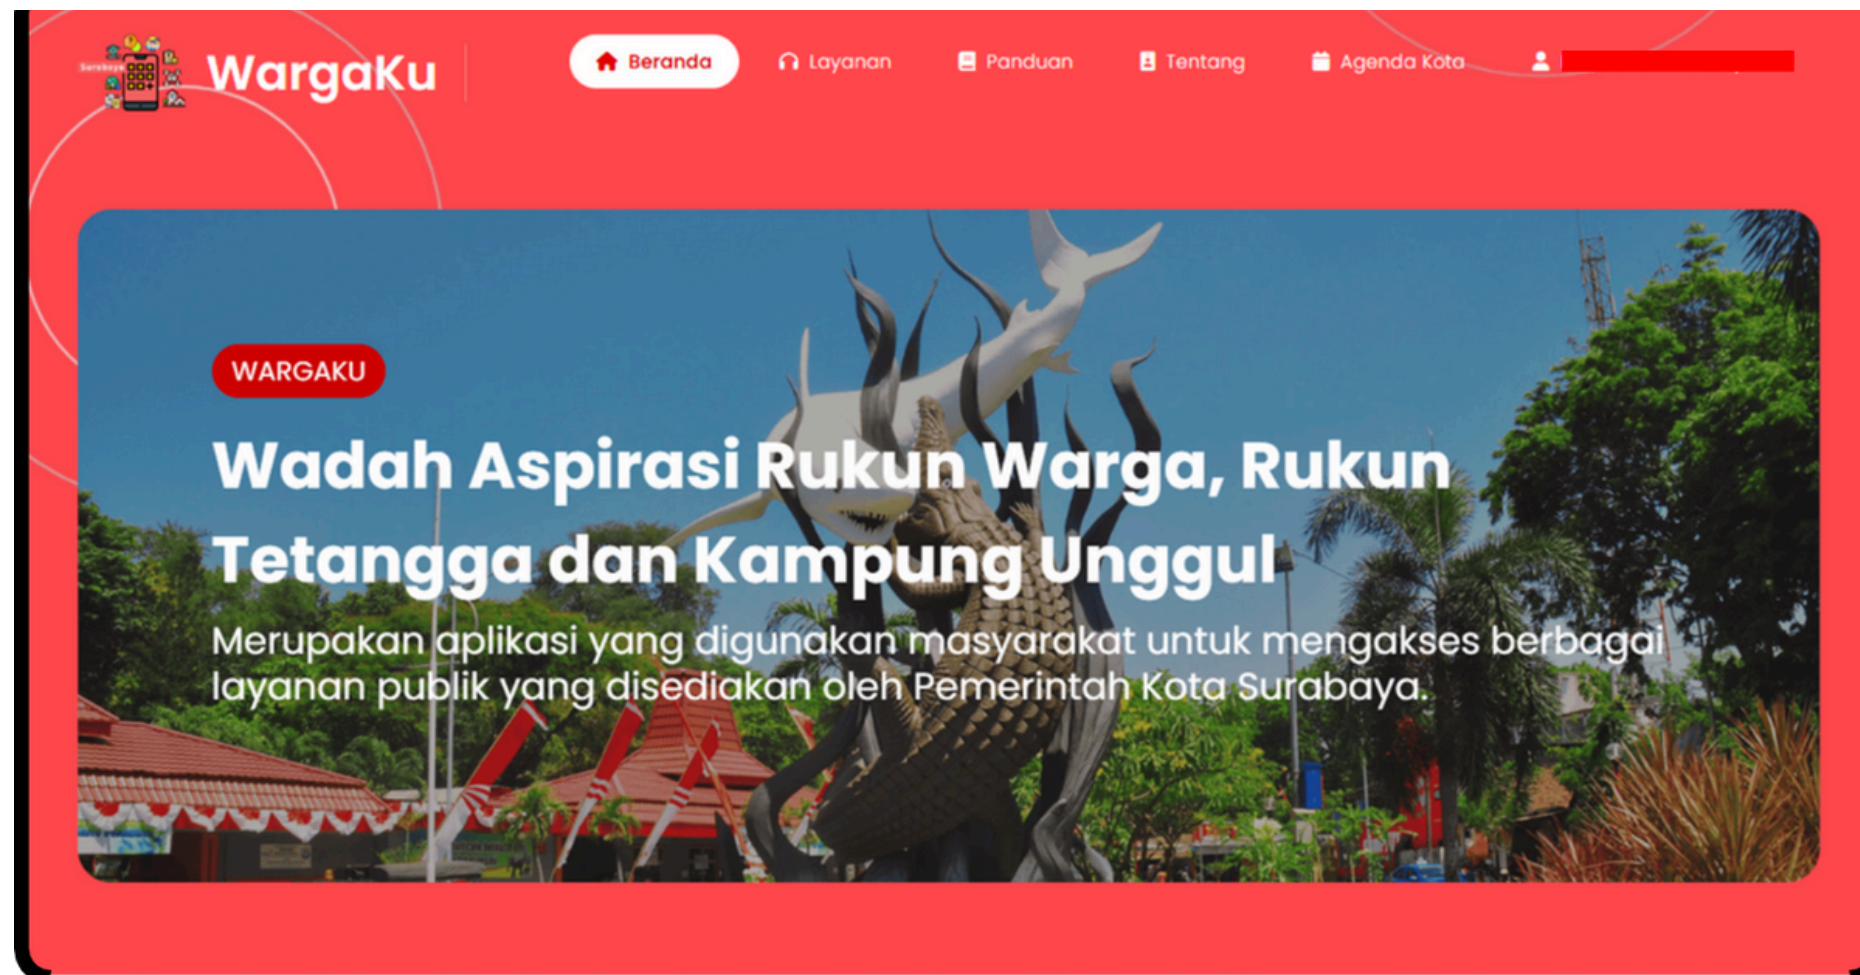 Surabaya
WargaKu
Beranda
Layanan
Panduan
Tentang
Agenda Kota
WARGAKU
Wadah Aspirasi Rukun Warga, Rukun
Tetangga dan Kampung Unggul
Merupakan aplikasi yang digunakan masyarakat untuk mengakses berbagai
layanan publik yang disediakan oleh Pemerintah Kota Surabaya.